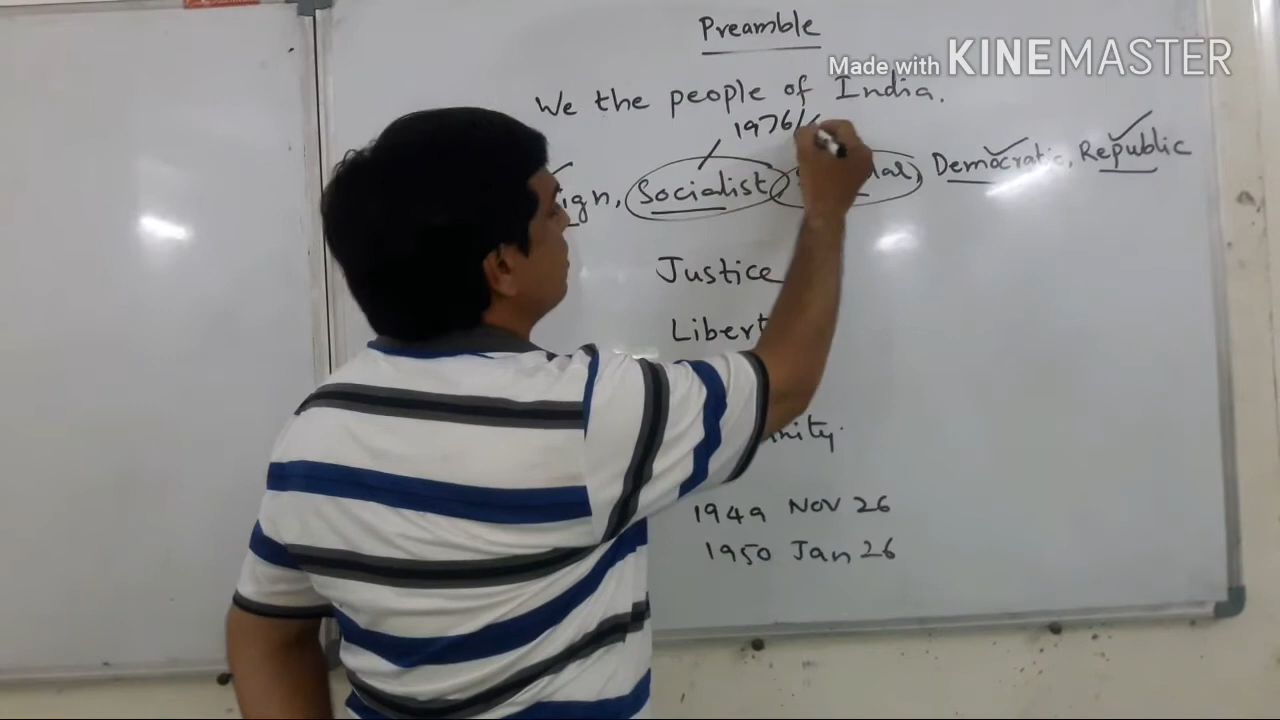 Preamble
Made with KINEMASTER
We the people of India.
1976/
ign, Socialist, lar, Democratic, Republic
Justice
Libert
nity.
1949 Nov 26
1950 Jan 26